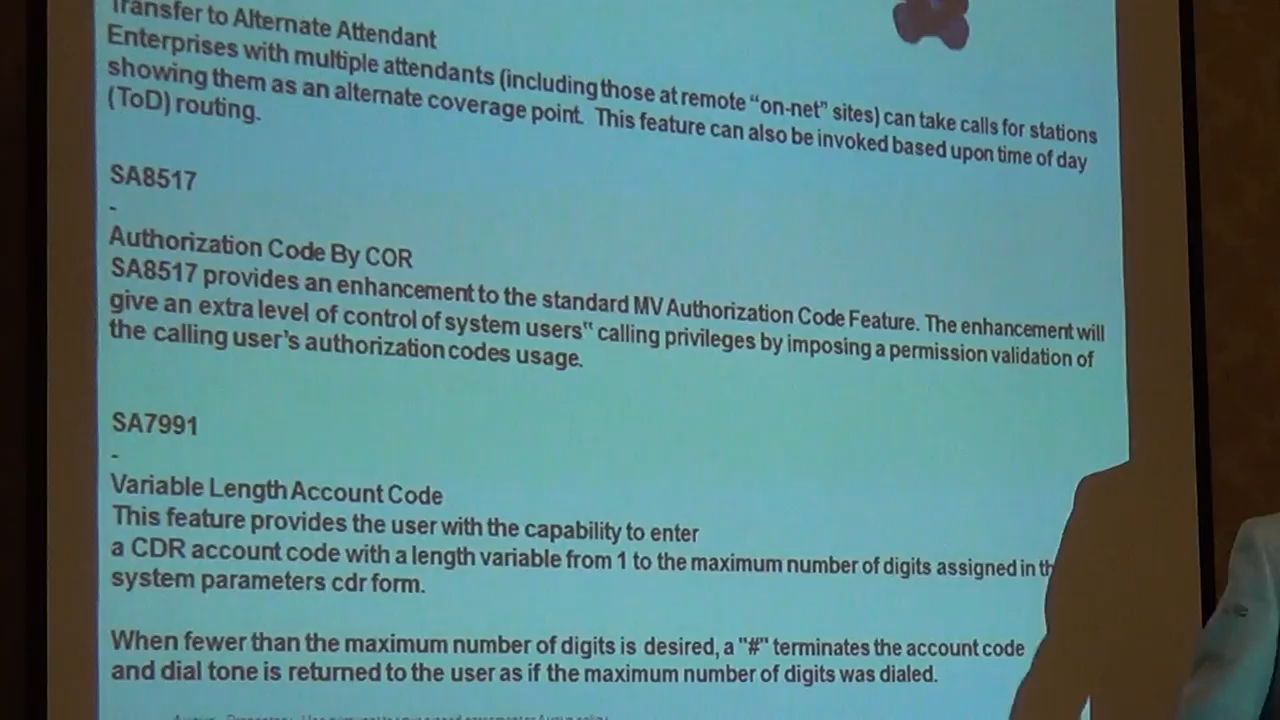 Transfer to Alternate Attendant
Enterprises with multiple attendants (including those at remote “on-net” sites) can take calls for stations
showing them as an alternate coverage point. This feature can also be invoked based upon time of day
(ToD) routing.
SA8517
-
Authorization Code By COR
SA8517 provides an enhancement to the standard MV Authorization Code Feature. The enhancement will
give an extra level of control of system users‟ calling privileges by imposing a permission validation of
the calling user’s authorization codes usage.
SA7991
-
Variable Length Account Code
This feature provides the user with the capability to enter
a CDR account code with a length variable from 1 to the maximum number of digits assigned in
system parameters cdr form.
When fewer than the maximum number of digits is desired, a "#" terminates the account code
and dial tone is returned to the user as if the maximum number of digits was dialed.